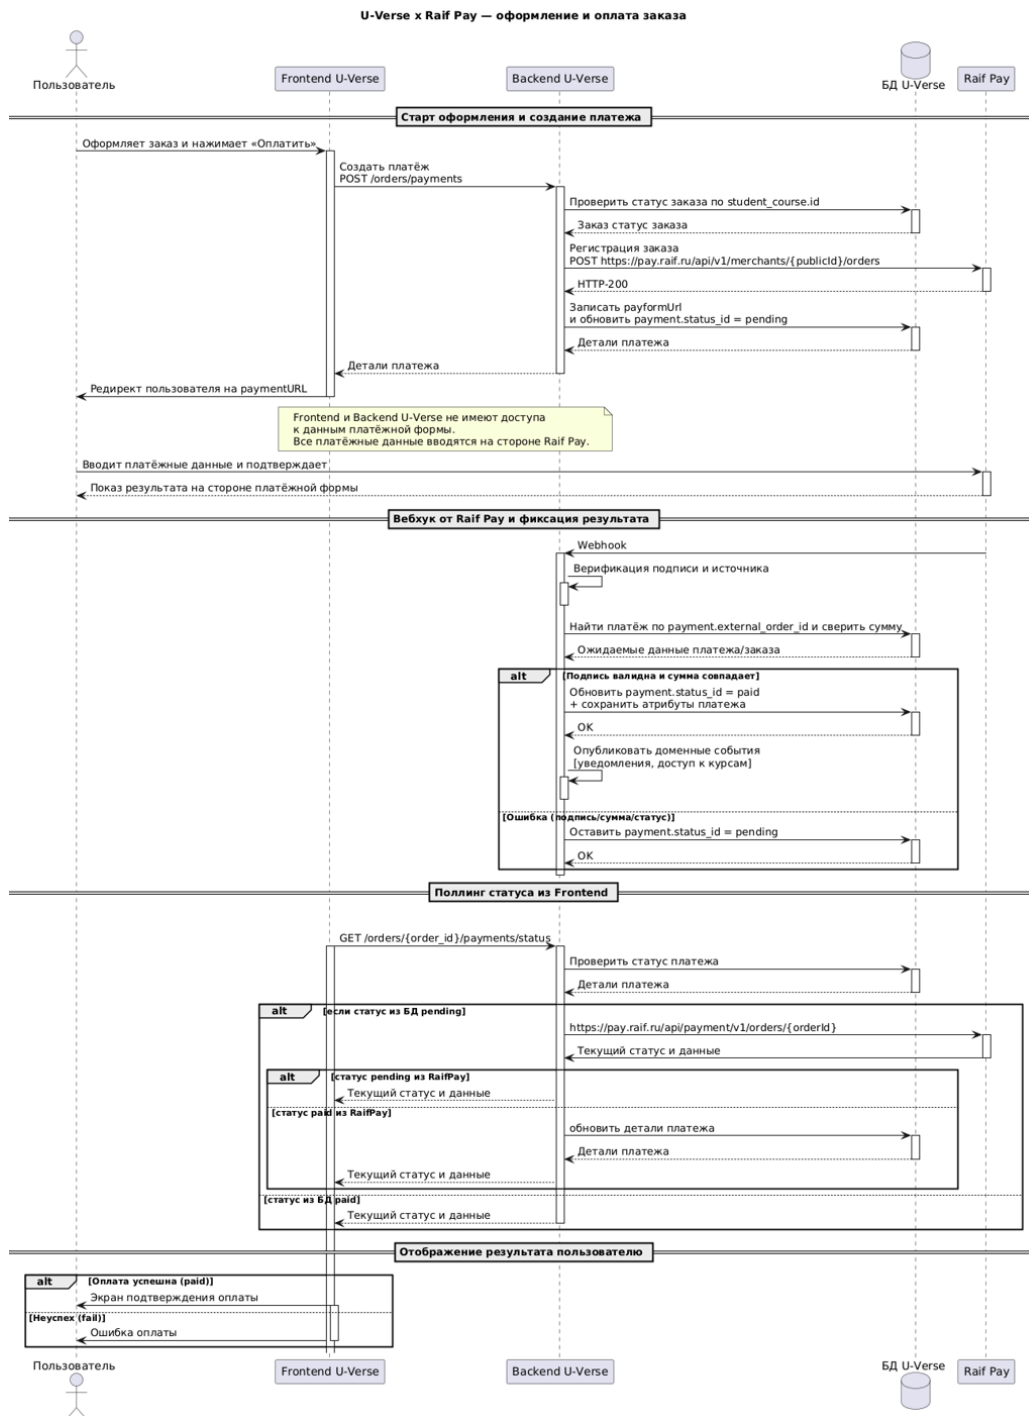 U-Verse x Raif Pay — оформление и оплата заказа
Пользователь
Frontend U-Verse
Backend U-Verse
БД U-Verse
Raif Pay
Старт оформления и создание платежа
Оформляет заказ и нажимает «Оплатить»
Создать платёж
POST /orders/payments
Проверить статус заказа по student_course.id
Заказ статус заказа
Регистрация заказа
POST https://pay.raif.ru/api/v1/merchants/{publicId}/orders
HTTP-200
Записать payformUrl
и обновить payment.status_id = pending
Детали платежа
Детали платежа
Редирект пользователя на paymentURL
Frontend и Backend U-Verse не имеют доступа
к данным платёжной формы.
Все платёжные данные вводятся на стороне Raif Pay.
Вводит платёжные данные и подтверждает
Показ результата на стороне платёжной формы
Вебхук от Raif Pay и фиксация результата
Webhook
Верификация подписи и источника
Найти платёж по payment.external_order_id и сверить сумму
Ожидаемые данные платежа/заказа
alt [Подпись валидна и сумма совпадает]
Обновить payment.status_id = paid
+ сохранить атрибуты платежа
OK
Опубликовать доменные события
[уведомления, доступ к курсам]
[Ошибка (подпись/сумма/статус)]
Оставить payment.status_id = pending
OK
Поллинг статуса из Frontend
GET /orders/{order_id}/payments/status
Проверить статус платежа
Детали платежа
alt [если статус из БД pending]
https://pay.raif.ru/api/payment/v1/orders/{orderId}
Текущий статус и данные
alt [статус pending из RaifPay]
Текущий статус и данные
[статус paid из RaifPay]
обновить детали платежа
Детали платежа
Текущий статус и данные
[статус из БД paid]
Текущий статус и данные
Отображение результата пользователю
alt [Оплата успешна (paid)]
Экран подтверждения оплаты
[Неуспех (fail)]
Ошибка оплаты
Пользователь
Frontend U-Verse
Backend U-Verse
БД U-Verse
Raif Pay